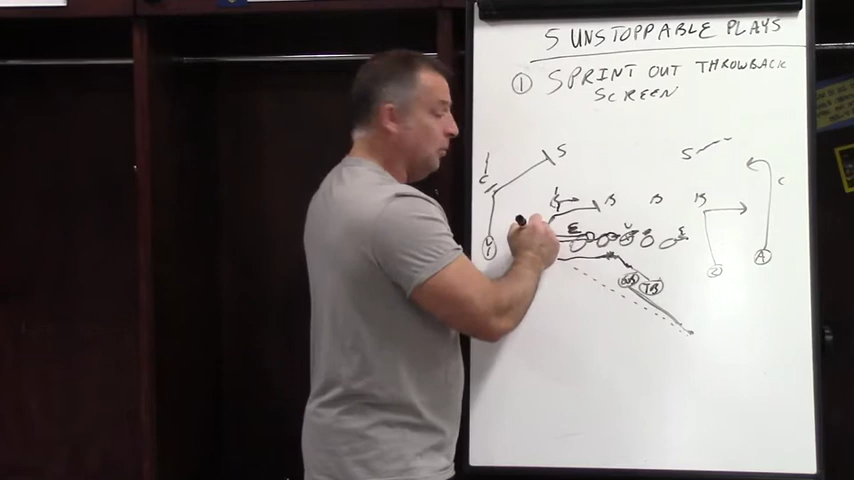 5 UNSTOPPABLE PLAYS
① SPRINT OUT THROWBACK
SCREEN
S
S
C
C
B
B
B
E
E
Y
QB
TB
Z
A